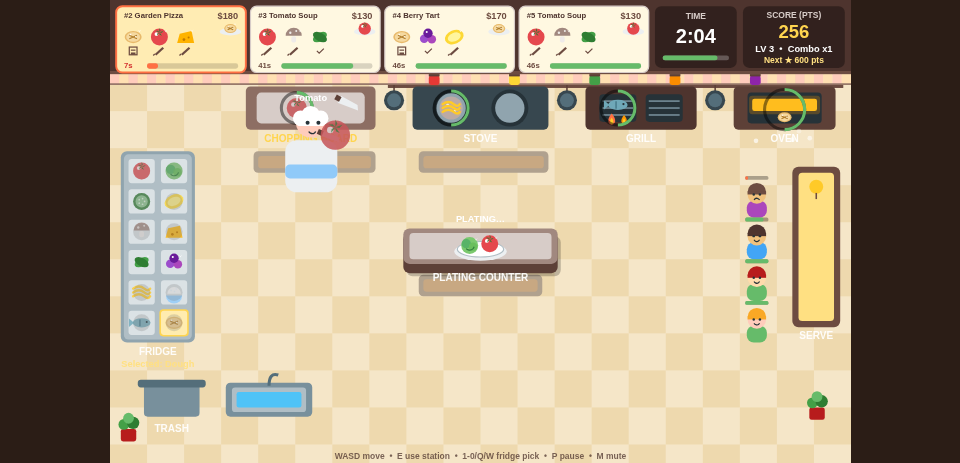 #2 Garden Pizza $180
7s
#3 Tomato Soup $130
41s
#4 Berry Tart $170
46s
#5 Tomato Soup $130
46s
TIME
2:04
SCORE (PTS)
256
LV 3 • Combo x1
Next ★ 600 pts
Tomato
STOVE
GRILL
OVEN
PLATING...
PLATING COUNTER
FRIDGE
SERVE
TRASH
WASD move • E use station • 1-0/Q/W fridge pick • P pause • M mute